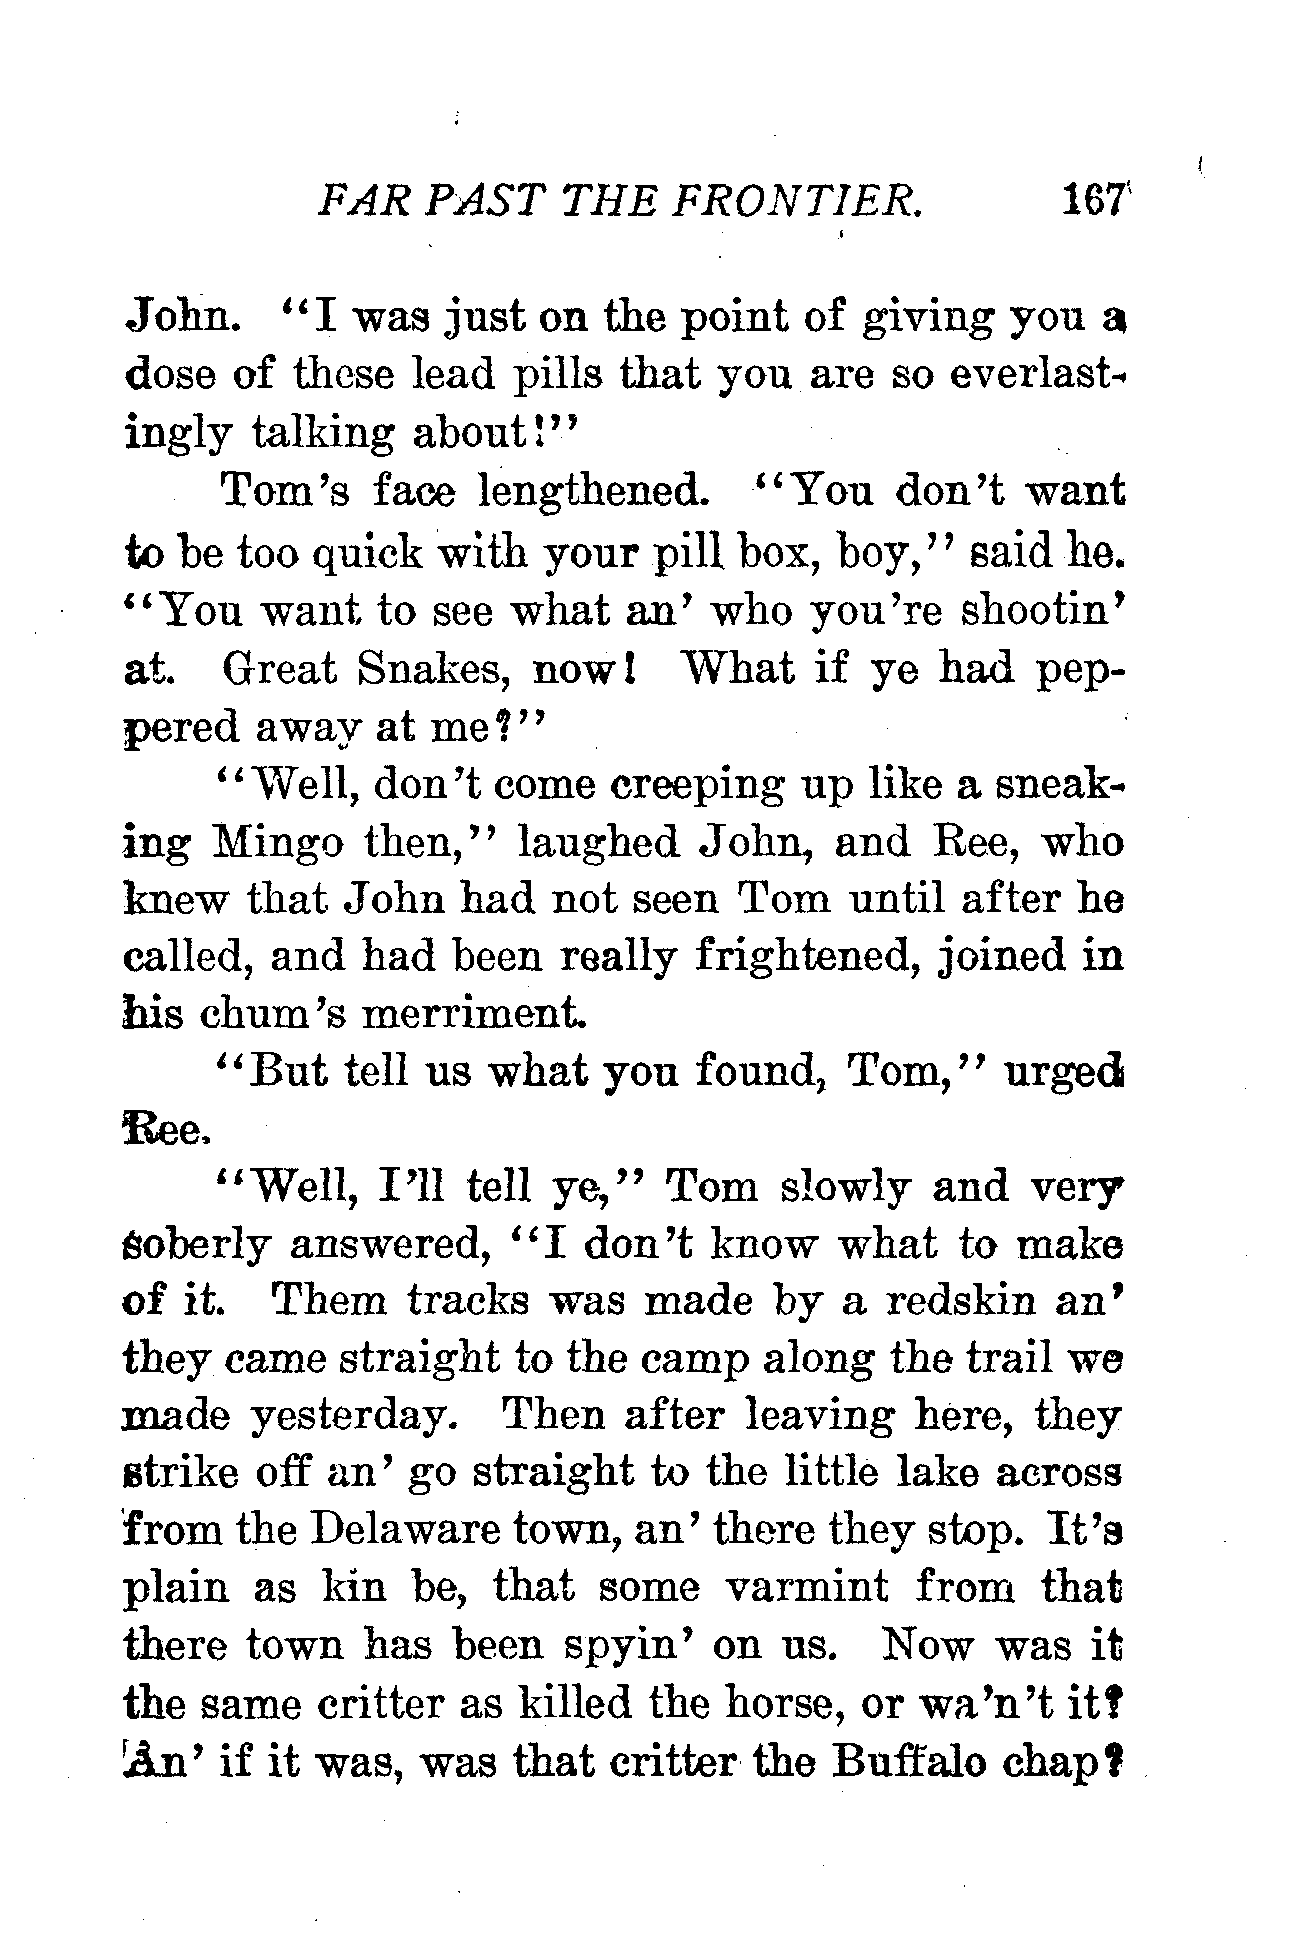 FAR PAST THE FRONTIER. 167
John. "I was just on the point of giving you a
dose of these lead pills that you are so everlast-
ingly talking about!"
Tom's face lengthened. "You don't want
to be too quick with your pill box, boy," said he.
"You want to see what an' who you're shootin'
at. Great Snakes, now! What if ye had pep-
pered away at me?"
"Well, don't come creeping up like a sneak-
ing Mingo then," laughed John, and Ree, who
knew that John had not seen Tom until after he
called, and had been really frightened, joined in
his chum's merriment.
"But tell us what you found, Tom," urged
Ree.
"Well, I'll tell ye," Tom slowly and very
soberly answered, "I don't know what to make
of it. Them tracks was made by a redskin an'
they came straight to the camp along the trail we
made yesterday. Then after leaving here, they
strike off an' go straight to the little lake across
from the Delaware town, an' there they stop. It's
plain as kin be, that some varmint from that
there town has been spyin' on us. Now was it
the same critter as killed the horse, or wa'n't it?
An' if it was, was that critter the Buffalo chap?